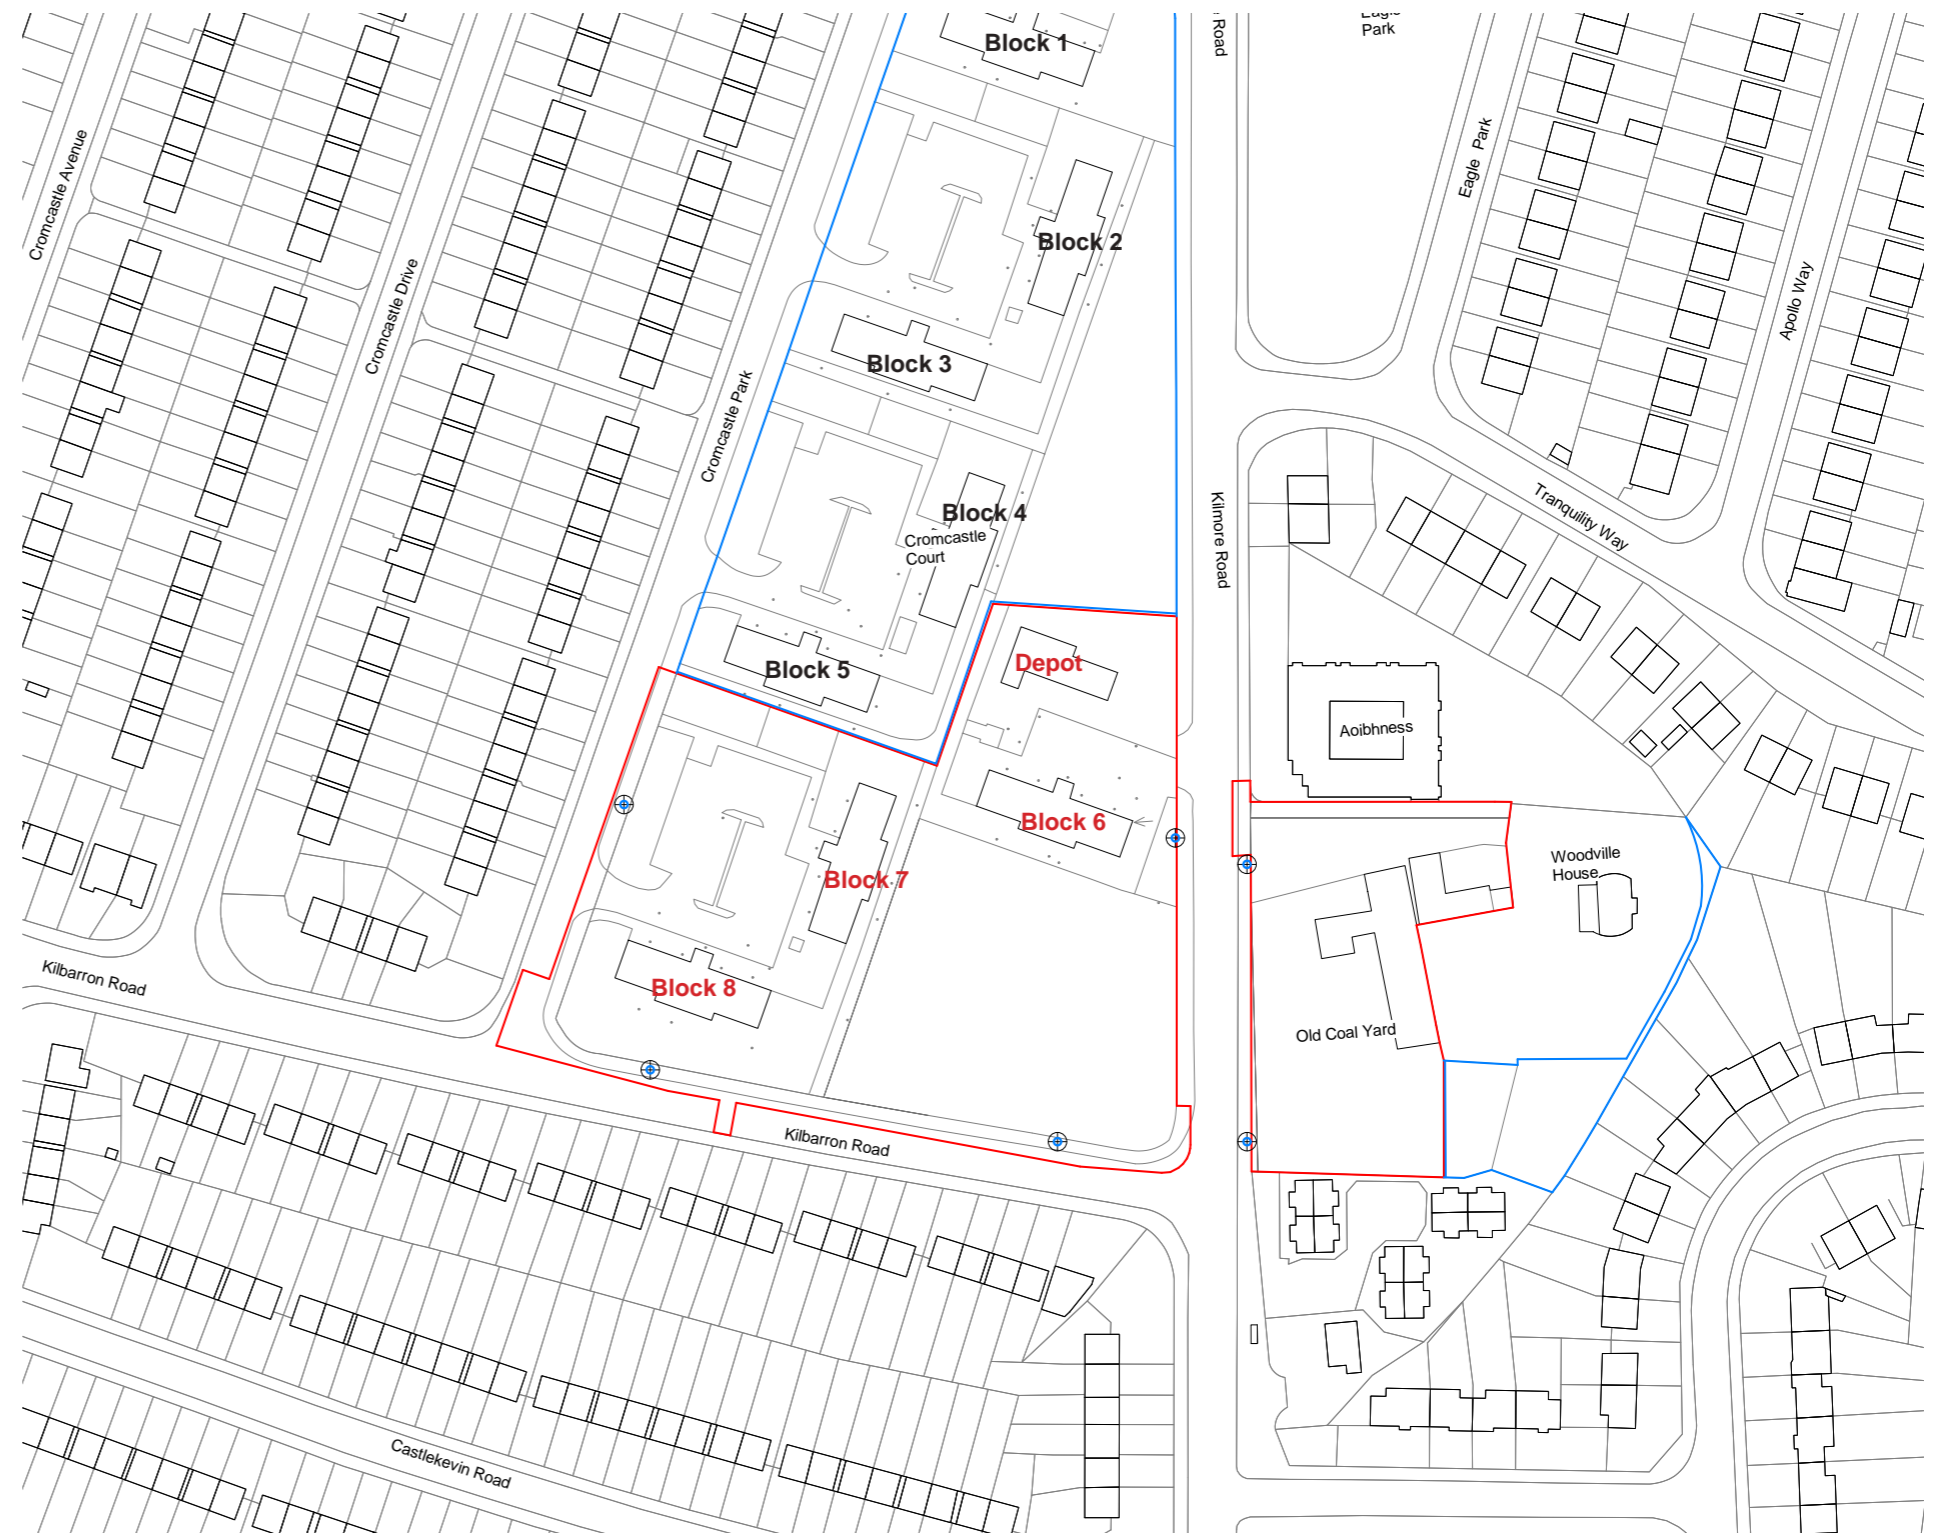 Block 1
Road
Eagle
Park
Cromcastle Avenue
Eagle Park
Block 2
Cromcastle Drive
Apollo Way
Block 3
Cromcastle Park
Block 4
Cromcastle
Court
Kilmore Road
Tranquility Way
Block 5
Depot
Aoibhness
Block 6
Woodville
House
Block 7
Kilbarron Road
Block 8
Old Coal Yard
Kilbarron Road
Castlekevin Road